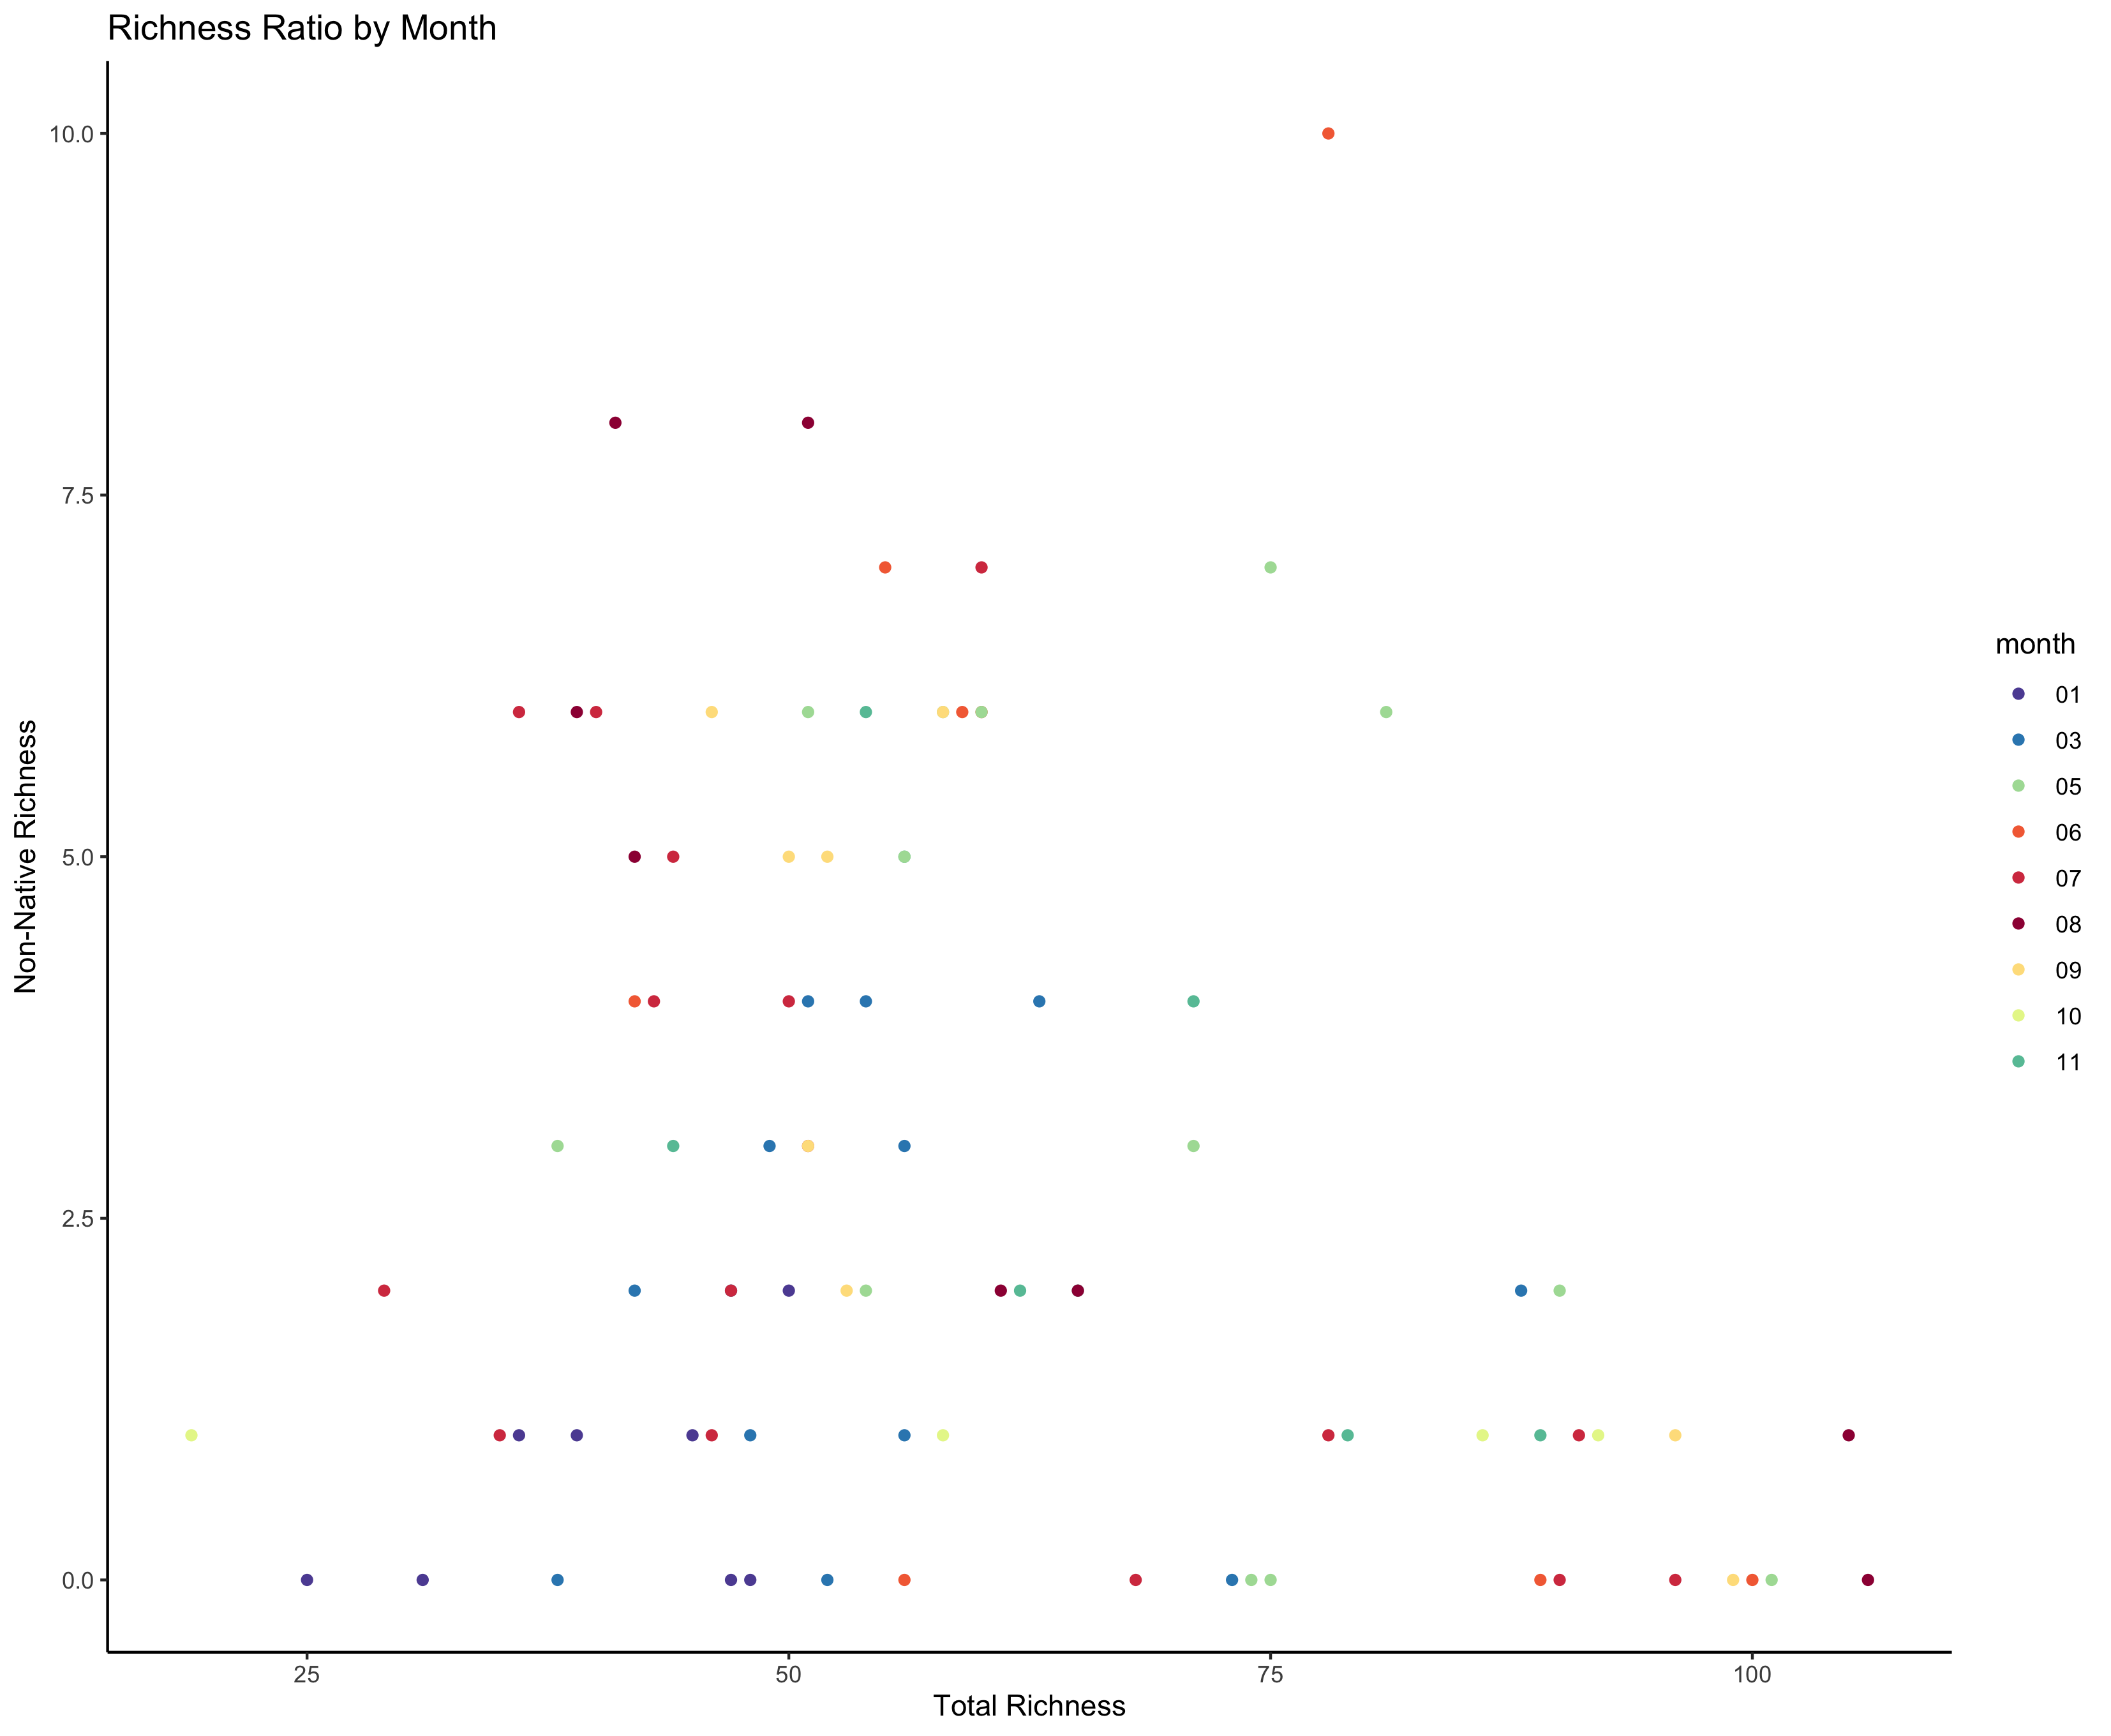 Richness Ratio by Month
10.0
7.5
5.0
2.5
0.0
Non-Native Richness
25 50 75 100
Total Richness
month
01
03
05
06
07
08
09
10
11